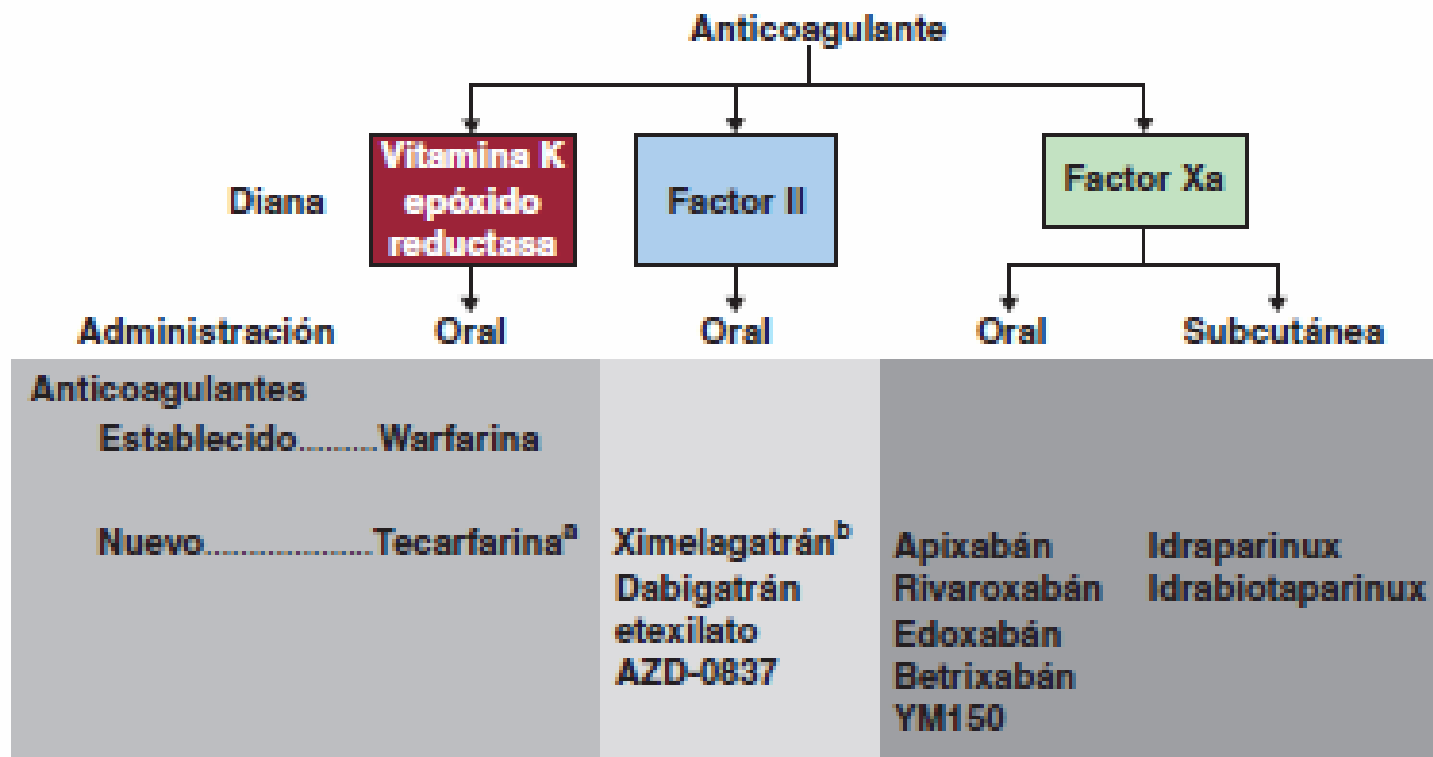 Anticoagulante
Vitamina K
epóxido
reductasa
Diana
Factor II
Factor Xa
Administración Oral Oral Oral Subcutánea
Anticoagulantes
Establecido..........Warfarina
Nuevo......................Tecarfarinaᵃ Ximelagatránᵇ Apixabán Idraparinux
Dabigatrán Rivaroxabán Idrabiotaparinux
etexilato Edoxabán
AZD-0837 Betrixabán
YM150